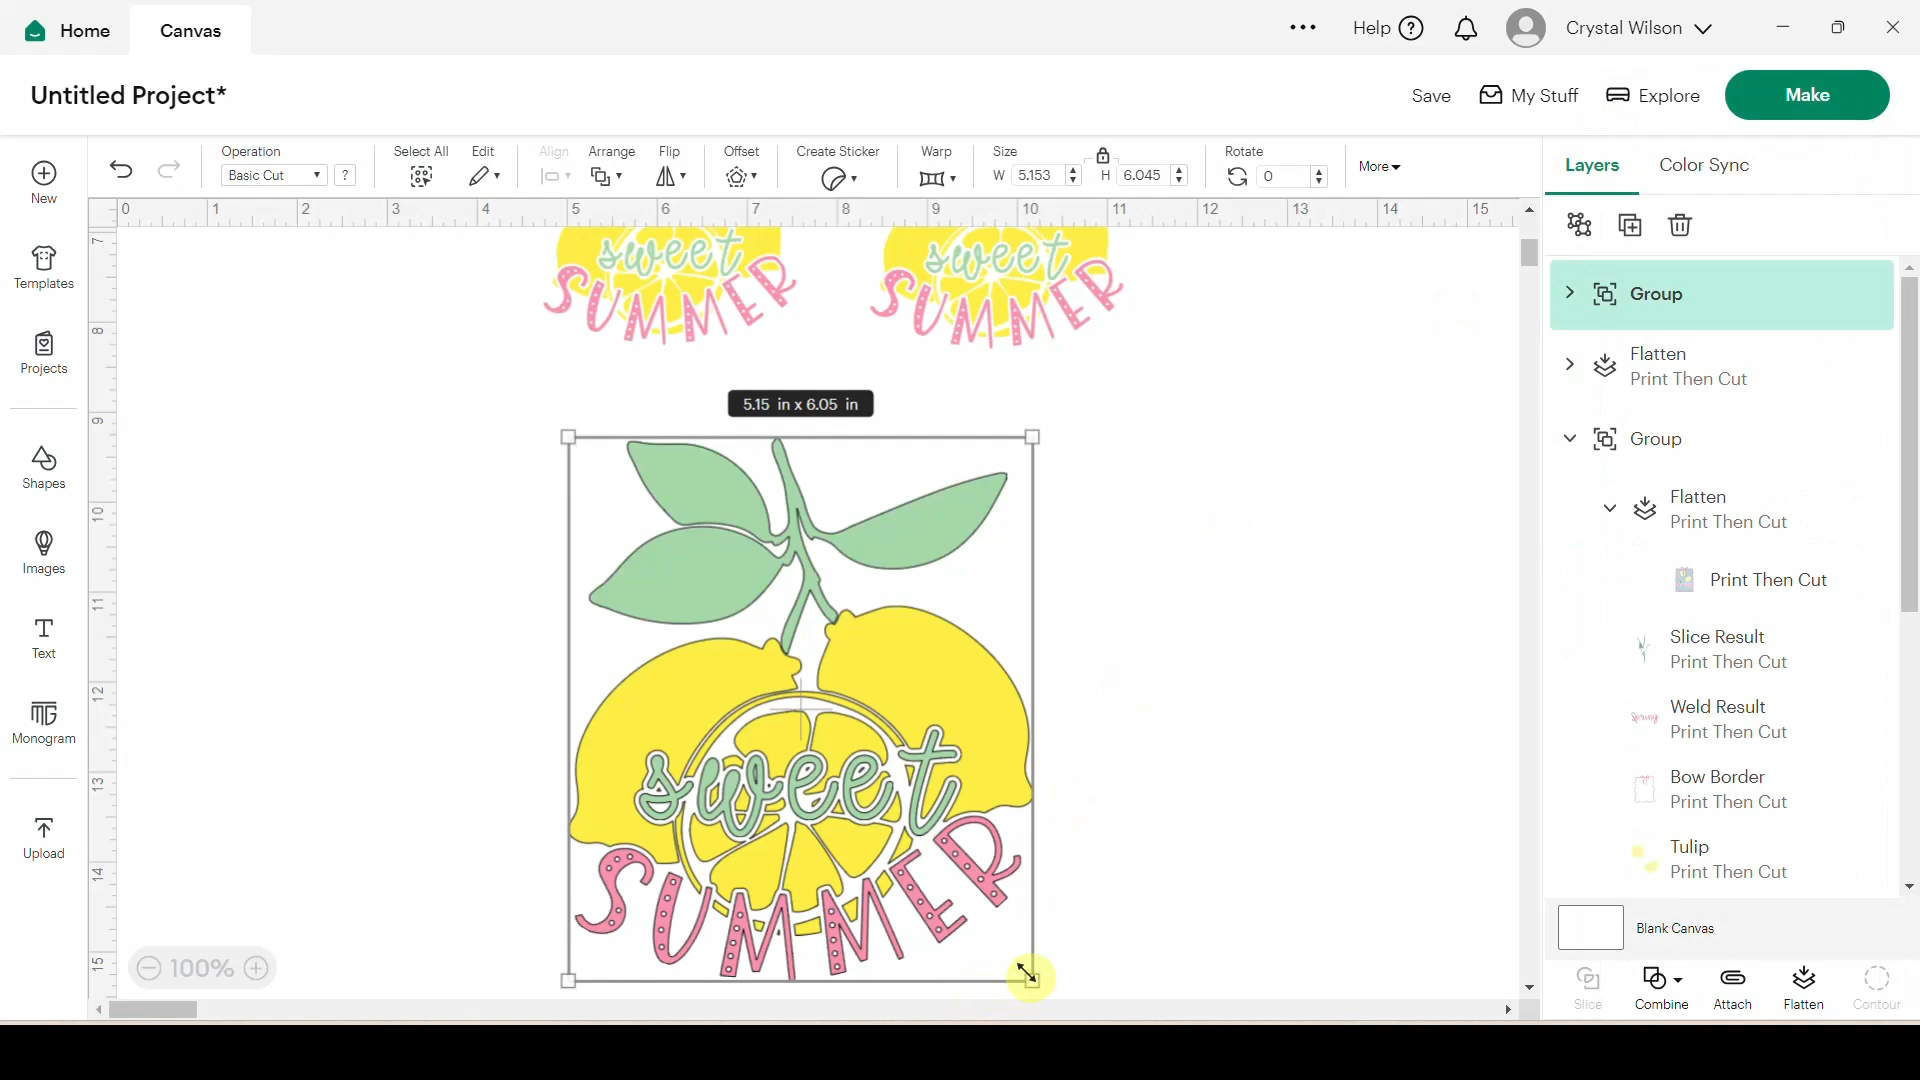 Home
Canvas
Help
Crystal Wilson
Untitled Project*
Save
My Stuff
Explore
Make
Operation
Basic Cut
?
Select All
Edit
Align
Arrange
Flip
Offset
Create Sticker
Warp
Size
W 5.153
H 6.045
Rotate
0
More
Layers
Color Sync
0 1 2 3 4 5 6 7 8 9 10 11 12 13 14 15
7
8
9
10
11
12
13
14
15
New
Templates
Projects
Shapes
Images
Text
Monogram
Upload
sweet
SUMMER
sweet
SUMMER
5.15 in x 6.05 in
sweet
SUMMER
100%
Group
Flatten
Print Then Cut
Group
Flatten
Print Then Cut
Print Then Cut
Slice Result
Print Then Cut
Spring
Weld Result
Print Then Cut
Bow Border
Print Then Cut
Tulip
Print Then Cut
Blank Canvas
Slice
Combine
Attach
Flatten
Contour